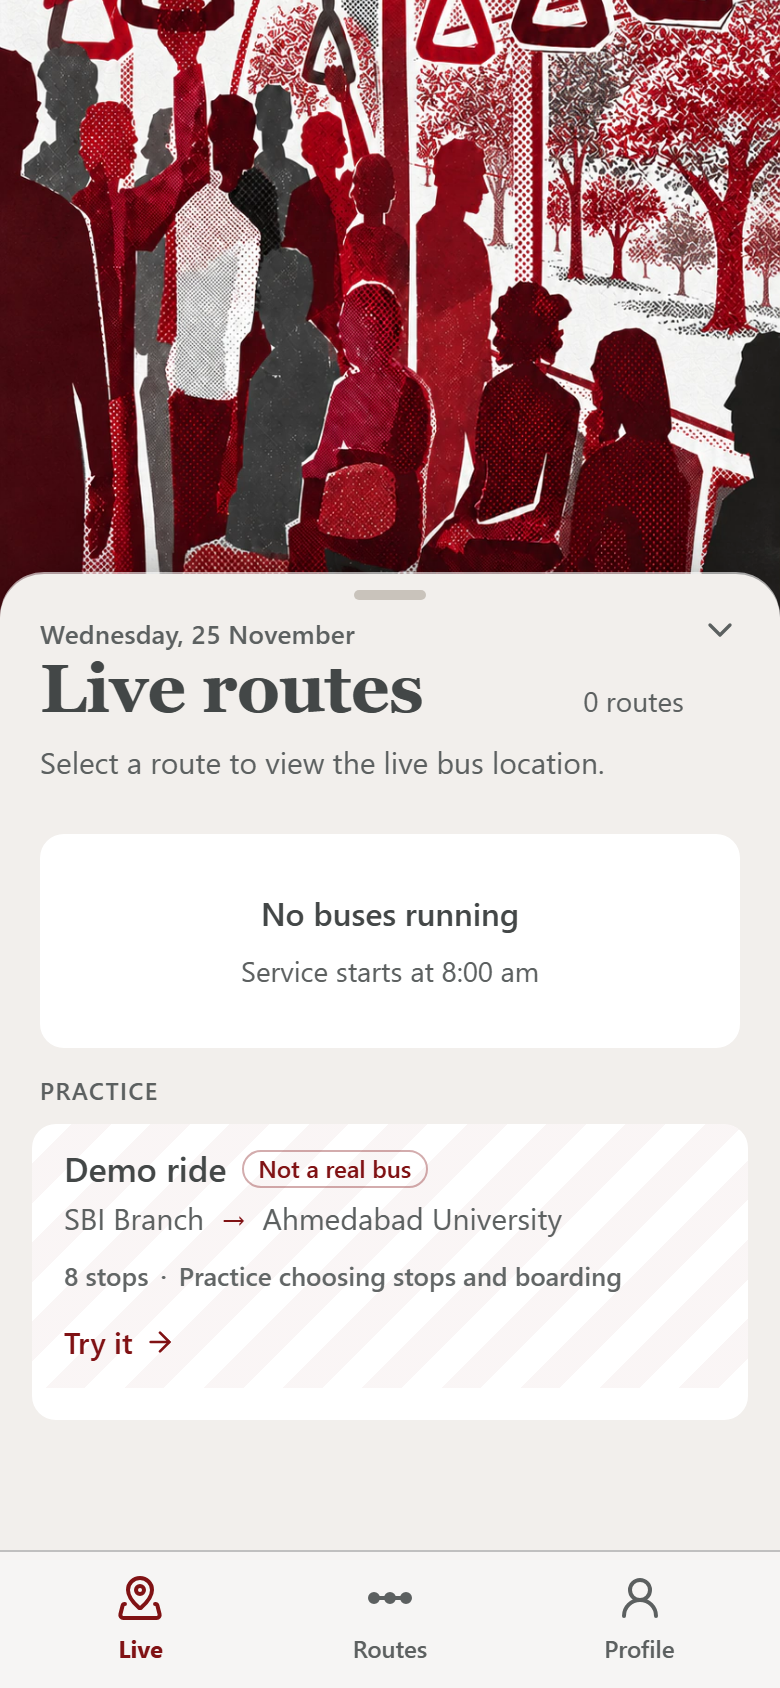 Wednesday, 25 November
Live routes
0 routes
Select a route to view the live bus location.
No buses running
Service starts at 8:00 am
PRACTICE
Demo ride Not a real bus
SBI Branch → Ahmedabad University
8 stops · Practice choosing stops and boarding
Try it →
Live Routes Profile